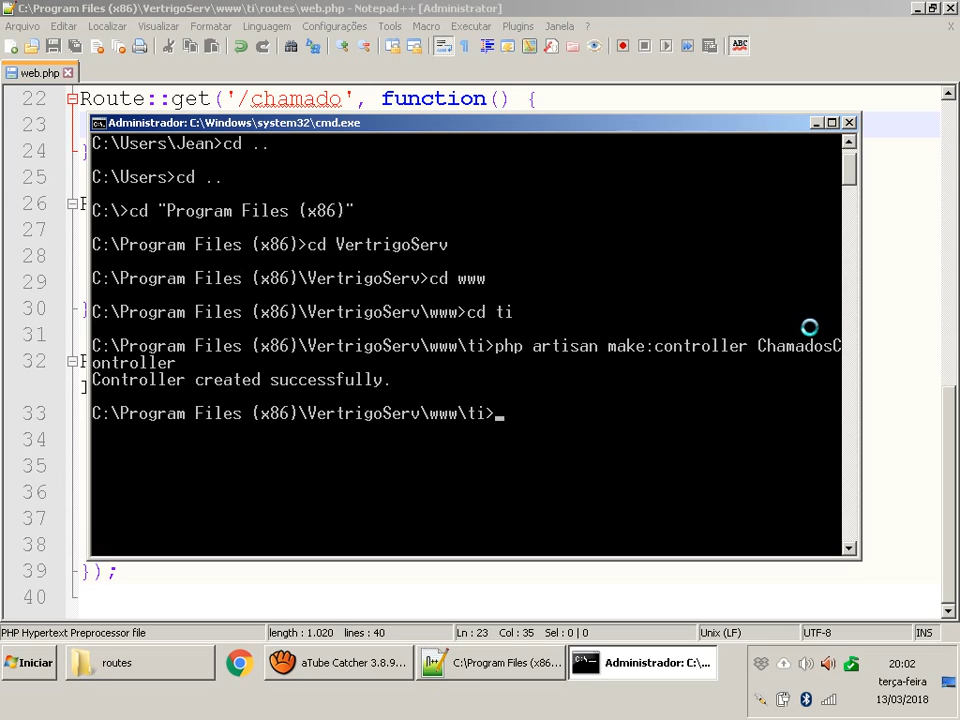 C:\Program Files (x86)\VertrigoServ\www\ti\routes\web.php - Notepad++ [Administrador]
Arquivo Editar Localizar Visualizar Formatar Linguagem Configurações Tools Macro Executar Plugins Janela ? X
web.php
22 Route::get('/chamado', function() {
Administrador: C:\Windows\system32\cmd.exe
23
24 }
25
26 R
27
28
29
30 }
31
32 R
]
33
34
35
36
37
38
39 });
40
C:\Users\Jean>cd ..
C:\Users>cd ..
C:\>cd "Program Files (x86)"
C:\Program Files (x86)>cd VertrigoServ
C:\Program Files (x86)\VertrigoServ>cd www
C:\Program Files (x86)\VertrigoServ\www>cd ti
C:\Program Files (x86)\VertrigoServ\www\ti>php artisan make:controller ChamadosC
ontroller
Controller created successfully.
C:\Program Files (x86)\VertrigoServ\www\ti>_
PHP Hypertext Preprocessor file length : 1.020 lines : 40 Ln : 23 Col : 35 Sel : 0 | 0 Unix (LF) UTF-8 INS
Iniciar routes aTube Catcher 3.8.9... C:\Program Files (x86... Administrador: C:\... 20:02
terça-feira
13/03/2018